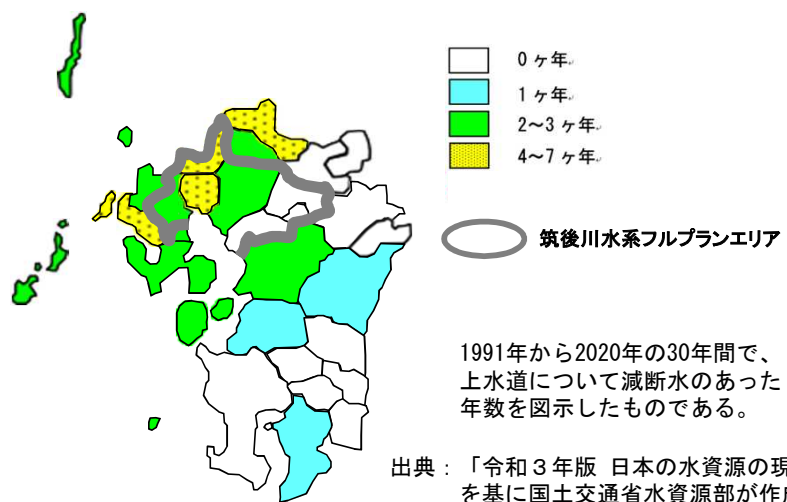 0ヶ年
1ヶ年
2~3ヶ年
4~7ヶ年
筑後川水系フルプランエリア
1991年から2020年の30年間で、
上水道について減断水のあった
年数を図示したものである。
出典：「令和３年版 日本の水資源の現
を基に国土交通省水資源部が作成